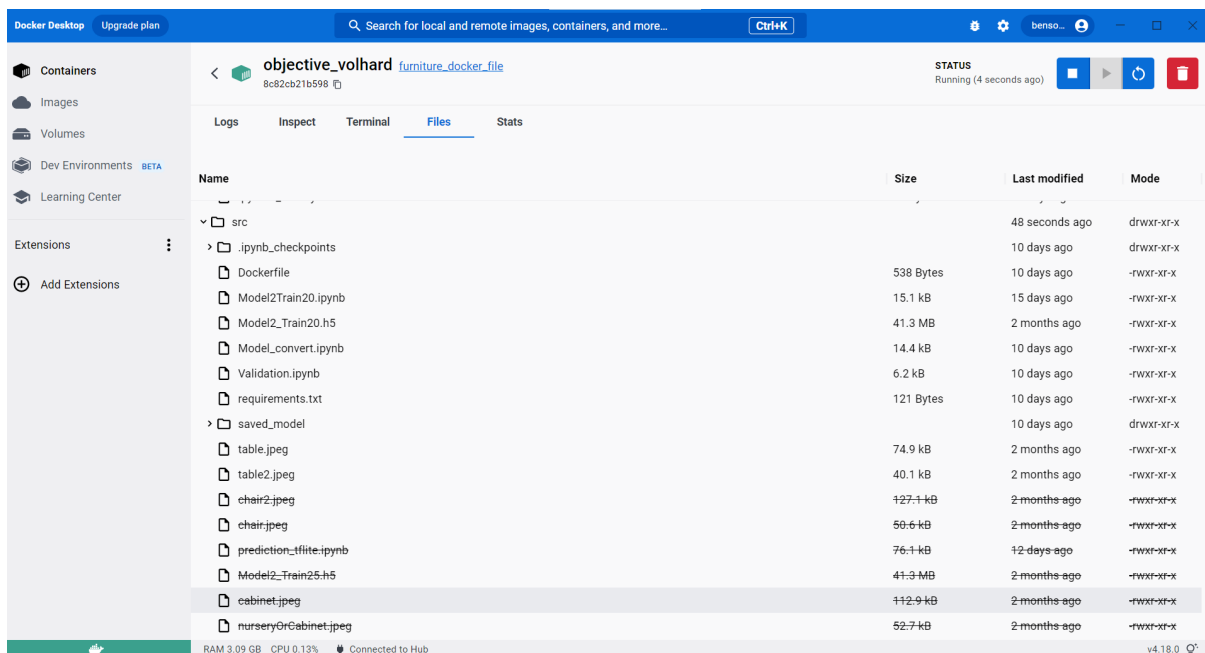 Docker Desktop Upgrade plan Search for local and remote images, containers, and more... Ctrl+K benso...
Containers
Images
Volumes
Dev Environments BETA
Learning Center
Extensions
Add Extensions
objective_volhard furniture_docker_file
8c82cb21b598
STATUS
Running (4 seconds ago)
Logs Inspect Terminal Files Stats
Name Size Last modified Mode
src 48 seconds ago drwxr-xr-x
.ipynb_checkpoints 10 days ago drwxr-xr-x
Dockerfile 538 Bytes 10 days ago -rwxr-xr-x
Model2Train20.ipynb 15.1 kB 15 days ago -rwxr-xr-x
Model2_Train20.h5 41.3 MB 2 months ago -rwxr-xr-x
Model_convert.ipynb 14.4 kB 10 days ago -rwxr-xr-x
Validation.ipynb 6.2 kB 10 days ago -rwxr-xr-x
requirements.txt 121 Bytes 10 days ago -rwxr-xr-x
saved_model 10 days ago drwxr-xr-x
table.jpeg 74.9 kB 2 months ago -rwxr-xr-x
table2.jpeg 40.1 kB 2 months ago -rwxr-xr-x
chair2.jpeg 127.1 kB 2 months ago -rwxr-xr-x
chair.jpeg 50.6 kB 2 months ago -rwxr-xr-x
prediction_tflite.ipynb 76.1 kB 12 days ago -rwxr-xr-x
Model2_Train25.h5 41.3 MB 2 months ago -rwxr-xr-x
cabinet.jpeg 112.9 kB 2 months ago -rwxr-xr-x
nurseryOrCabinet.jpeg 52.7 kB 2 months ago -rwxr-xr-x
RAM 3.09 GB CPU 0.13% Connected to Hub v4.18.0